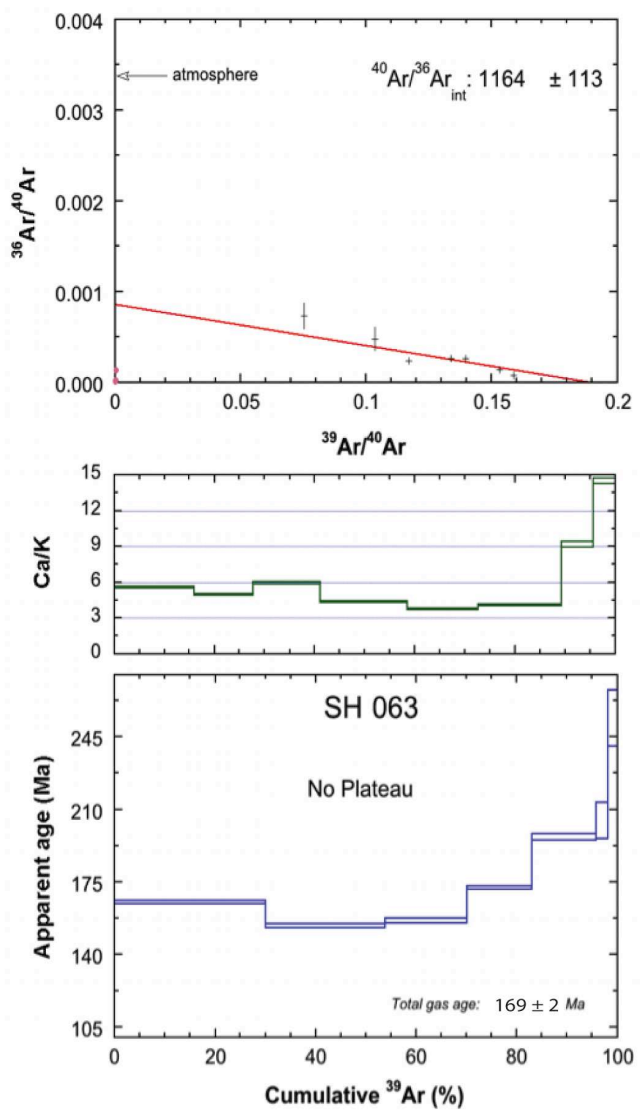 0.004
atmosphere
⁴⁰Ar/³⁶Ar_int: 1164 ± 113
0.003
³⁶Ar/⁴⁰Ar
0.002
0.001
0.000
0 0.05 0.1 0.15 0.2
³⁹Ar/⁴⁰Ar
15
12
9
Ca/K
6
3
0
SH 063
245
No Plateau
210
Apparent age (Ma)
175
140
Total gas age: 169 ± 2 Ma
105
0 20 40 60 80 100
Cumulative ³⁹Ar (%)